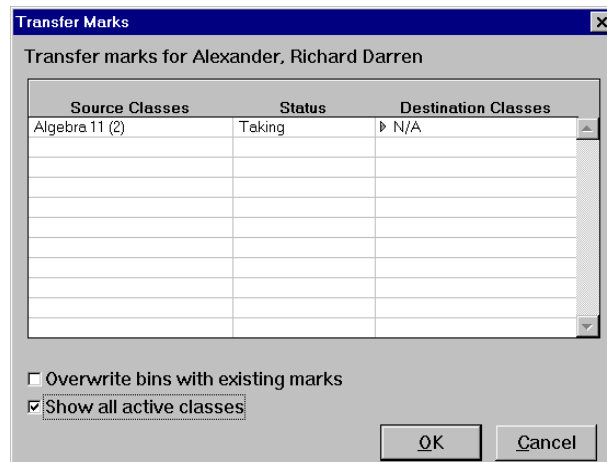 Transfer Marks
Transfer marks for Alexander, Richard Darren
Source Classes Status Destination Classes
Algebra 11 (2) Taking N/A
Overwrite bins with existing marks
Show all active classes
OK Cancel